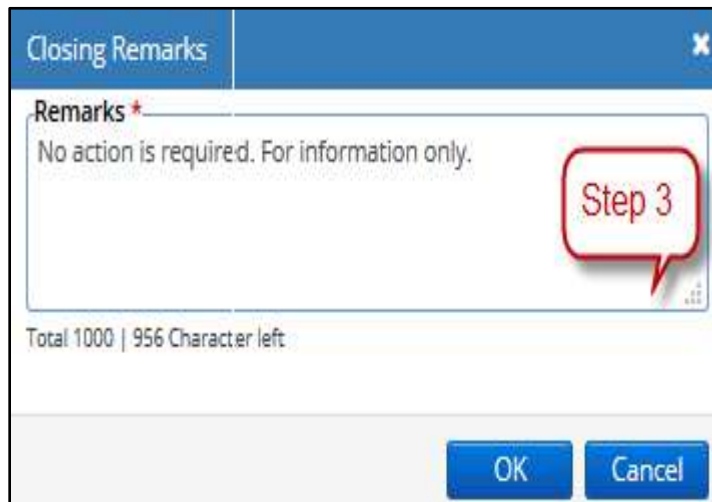 Closing Remarks
Remarks *
No action is required. For information only.
Step 3
Total 1000 | 956 Character left
OK
Cancel